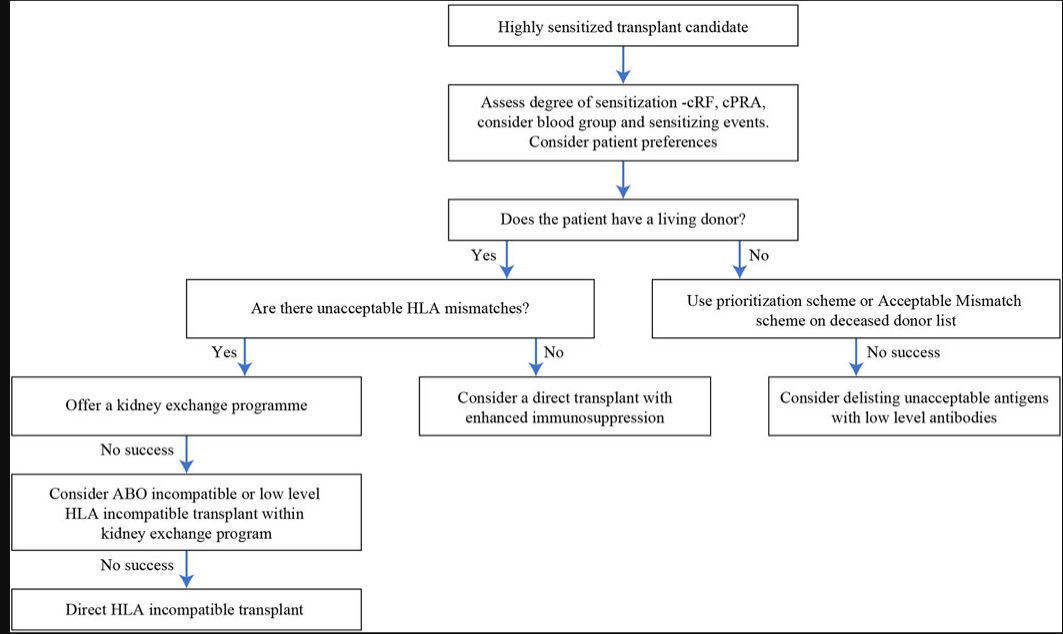 Highly sensitized transplant candidate
Assess degree of sensitization -cRF, cPRA,
consider blood group and sensitizing events.
Consider patient preferences
Does the patient have a living donor?
Yes
No
Are there unacceptable HLA mismatches?
Use prioritization scheme or Acceptable Mismatch
scheme on deceased donor list
Yes
No
No success
Offer a kidney exchange programme
Consider a direct transplant with
enhanced immunosuppression
Consider delisting unacceptable antigens
with low level antibodies
No success
Consider ABO incompatible or low level
HLA incompatible transplant within
kidney exchange program
No success
Direct HLA incompatible transplant